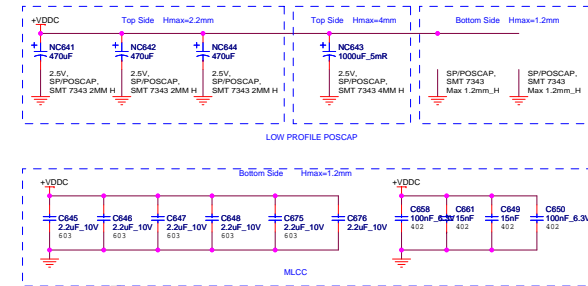 +VDDC
Top Side Hmax=2.2mm
Top Side Hmax=4mm
Bottom Side Hmax=1.2mm
NC641
470uF
2.5V,
SP/POSCAP,
SMT 7343 2MM H
NC642
470uF
2.5V,
SP/POSCAP,
SMT 7343 2MM H
NC644
470uF
2.5V,
SP/POSCAP,
SMT 7343 2MM H
NC643
1000uF_5mR
2.5V,
SP/POSCAP,
SMT 7343 4MM H
SP/POSCAP,
SMT 7343
Max 1.2mm_H
SP/POSCAP,
SMT 7343
Max 1.2mm_H
LOW PROFILE POSCAP
Bottom Side Hmax=1.2mm
+VDDC
+VDDC
C645
2.2uF_10V
603
C646
2.2uF_10V
603
C647
2.2uF_10V
603
C648
2.2uF_10V
603
C675
2.2uF_10V
603
C676
2.2uF_10V
C658
100nF_6.3V
402
C661
15nF
402
C649
15nF
402
C650
100nF_6.3V
402
MLCC